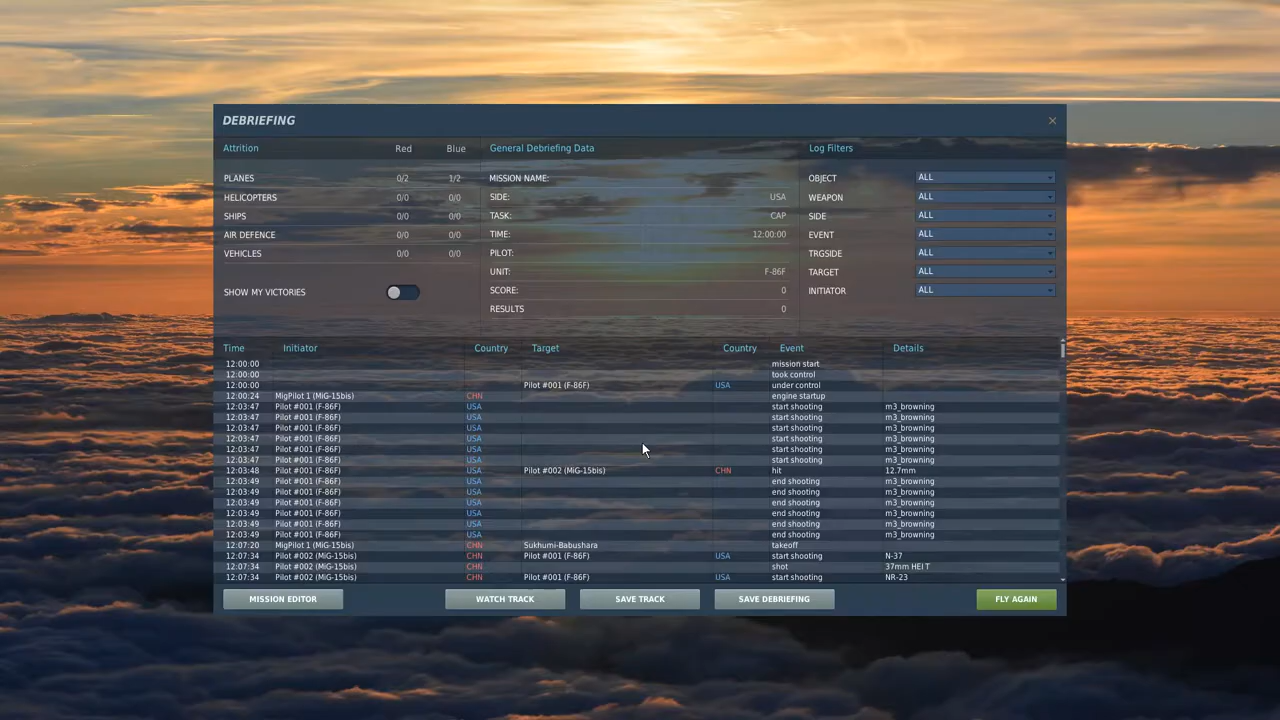 DEBRIEFING ×
Attrition Red Blue General Debriefing Data Log Filters
PLANES 0/2 1/2 MISSION NAME: OBJECT ALL
HELICOPTERS 0/0 0/0 SIDE: USA WEAPON ALL
SHIPS 0/0 0/0 TASK: CAP SIDE ALL
AIR DEFENCE 0/0 0/0 TIME: 12:00:00 EVENT ALL
VEHICLES 0/0 0/0 PILOT: TRGSIDE ALL
UNIT: F-86F TARGET ALL
SHOW MY VICTORIES SCORE: 0 INITIATOR ALL
RESULTS 0
Time Initiator Country Target Country Event Details
12:00:00 mission start
12:00:00 took control
12:00:00 Pilot #001 (F-86F) USA under control
12:00:24 MigPilot 1 (MiG-15bis) CHN engine startup
12:03:47 Pilot #001 (F-86F) USA start shooting m3_browning
12:03:47 Pilot #001 (F-86F) USA start shooting m3_browning
12:03:47 Pilot #001 (F-86F) USA start shooting m3_browning
12:03:47 Pilot #001 (F-86F) USA start shooting m3_browning
12:03:47 Pilot #001 (F-86F) USA start shooting m3_browning
12:03:47 Pilot #001 (F-86F) USA start shooting m3_browning
12:03:48 Pilot #001 (F-86F) USA Pilot #002 (MiG-15bis) CHN hit 12.7mm
12:03:49 Pilot #001 (F-86F) USA end shooting m3_browning
12:03:49 Pilot #001 (F-86F) USA end shooting m3_browning
12:03:49 Pilot #001 (F-86F) USA end shooting m3_browning
12:03:49 Pilot #001 (F-86F) USA end shooting m3_browning
12:03:49 Pilot #001 (F-86F) USA end shooting m3_browning
12:03:49 Pilot #001 (F-86F) USA end shooting m3_browning
12:07:20 MigPilot 1 (MiG-15bis) CHN Sukhumi-Babushara takeoff
12:07:34 Pilot #002 (MiG-15bis) CHN Pilot #001 (F-86F) USA start shooting N-37
12:07:34 Pilot #002 (MiG-15bis) CHN shot 37mm HEI T
12:07:34 Pilot #002 (MiG-15bis) CHN Pilot #001 (F-86F) USA start shooting NR-23
MISSION EDITOR WATCH TRACK SAVE TRACK SAVE DEBRIEFING FLY AGAIN